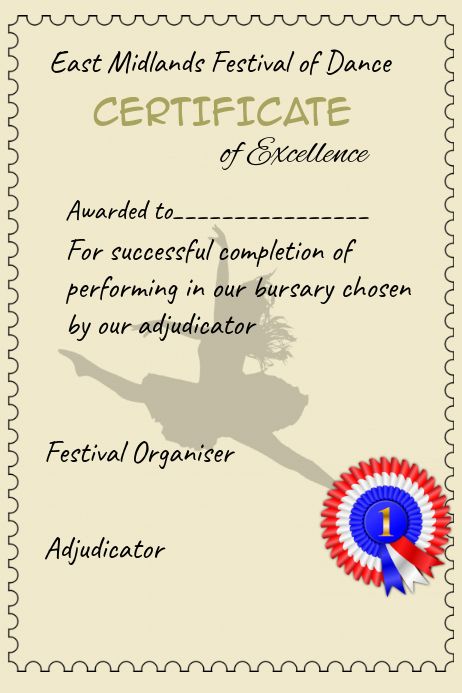 East Midlands Festival of Dance
CERTIFICATE
of Excellence
Awarded to________________
For successful completion of
performing in our bursary chosen
by our adjudicator
Festival Organiser
1
Adjudicator